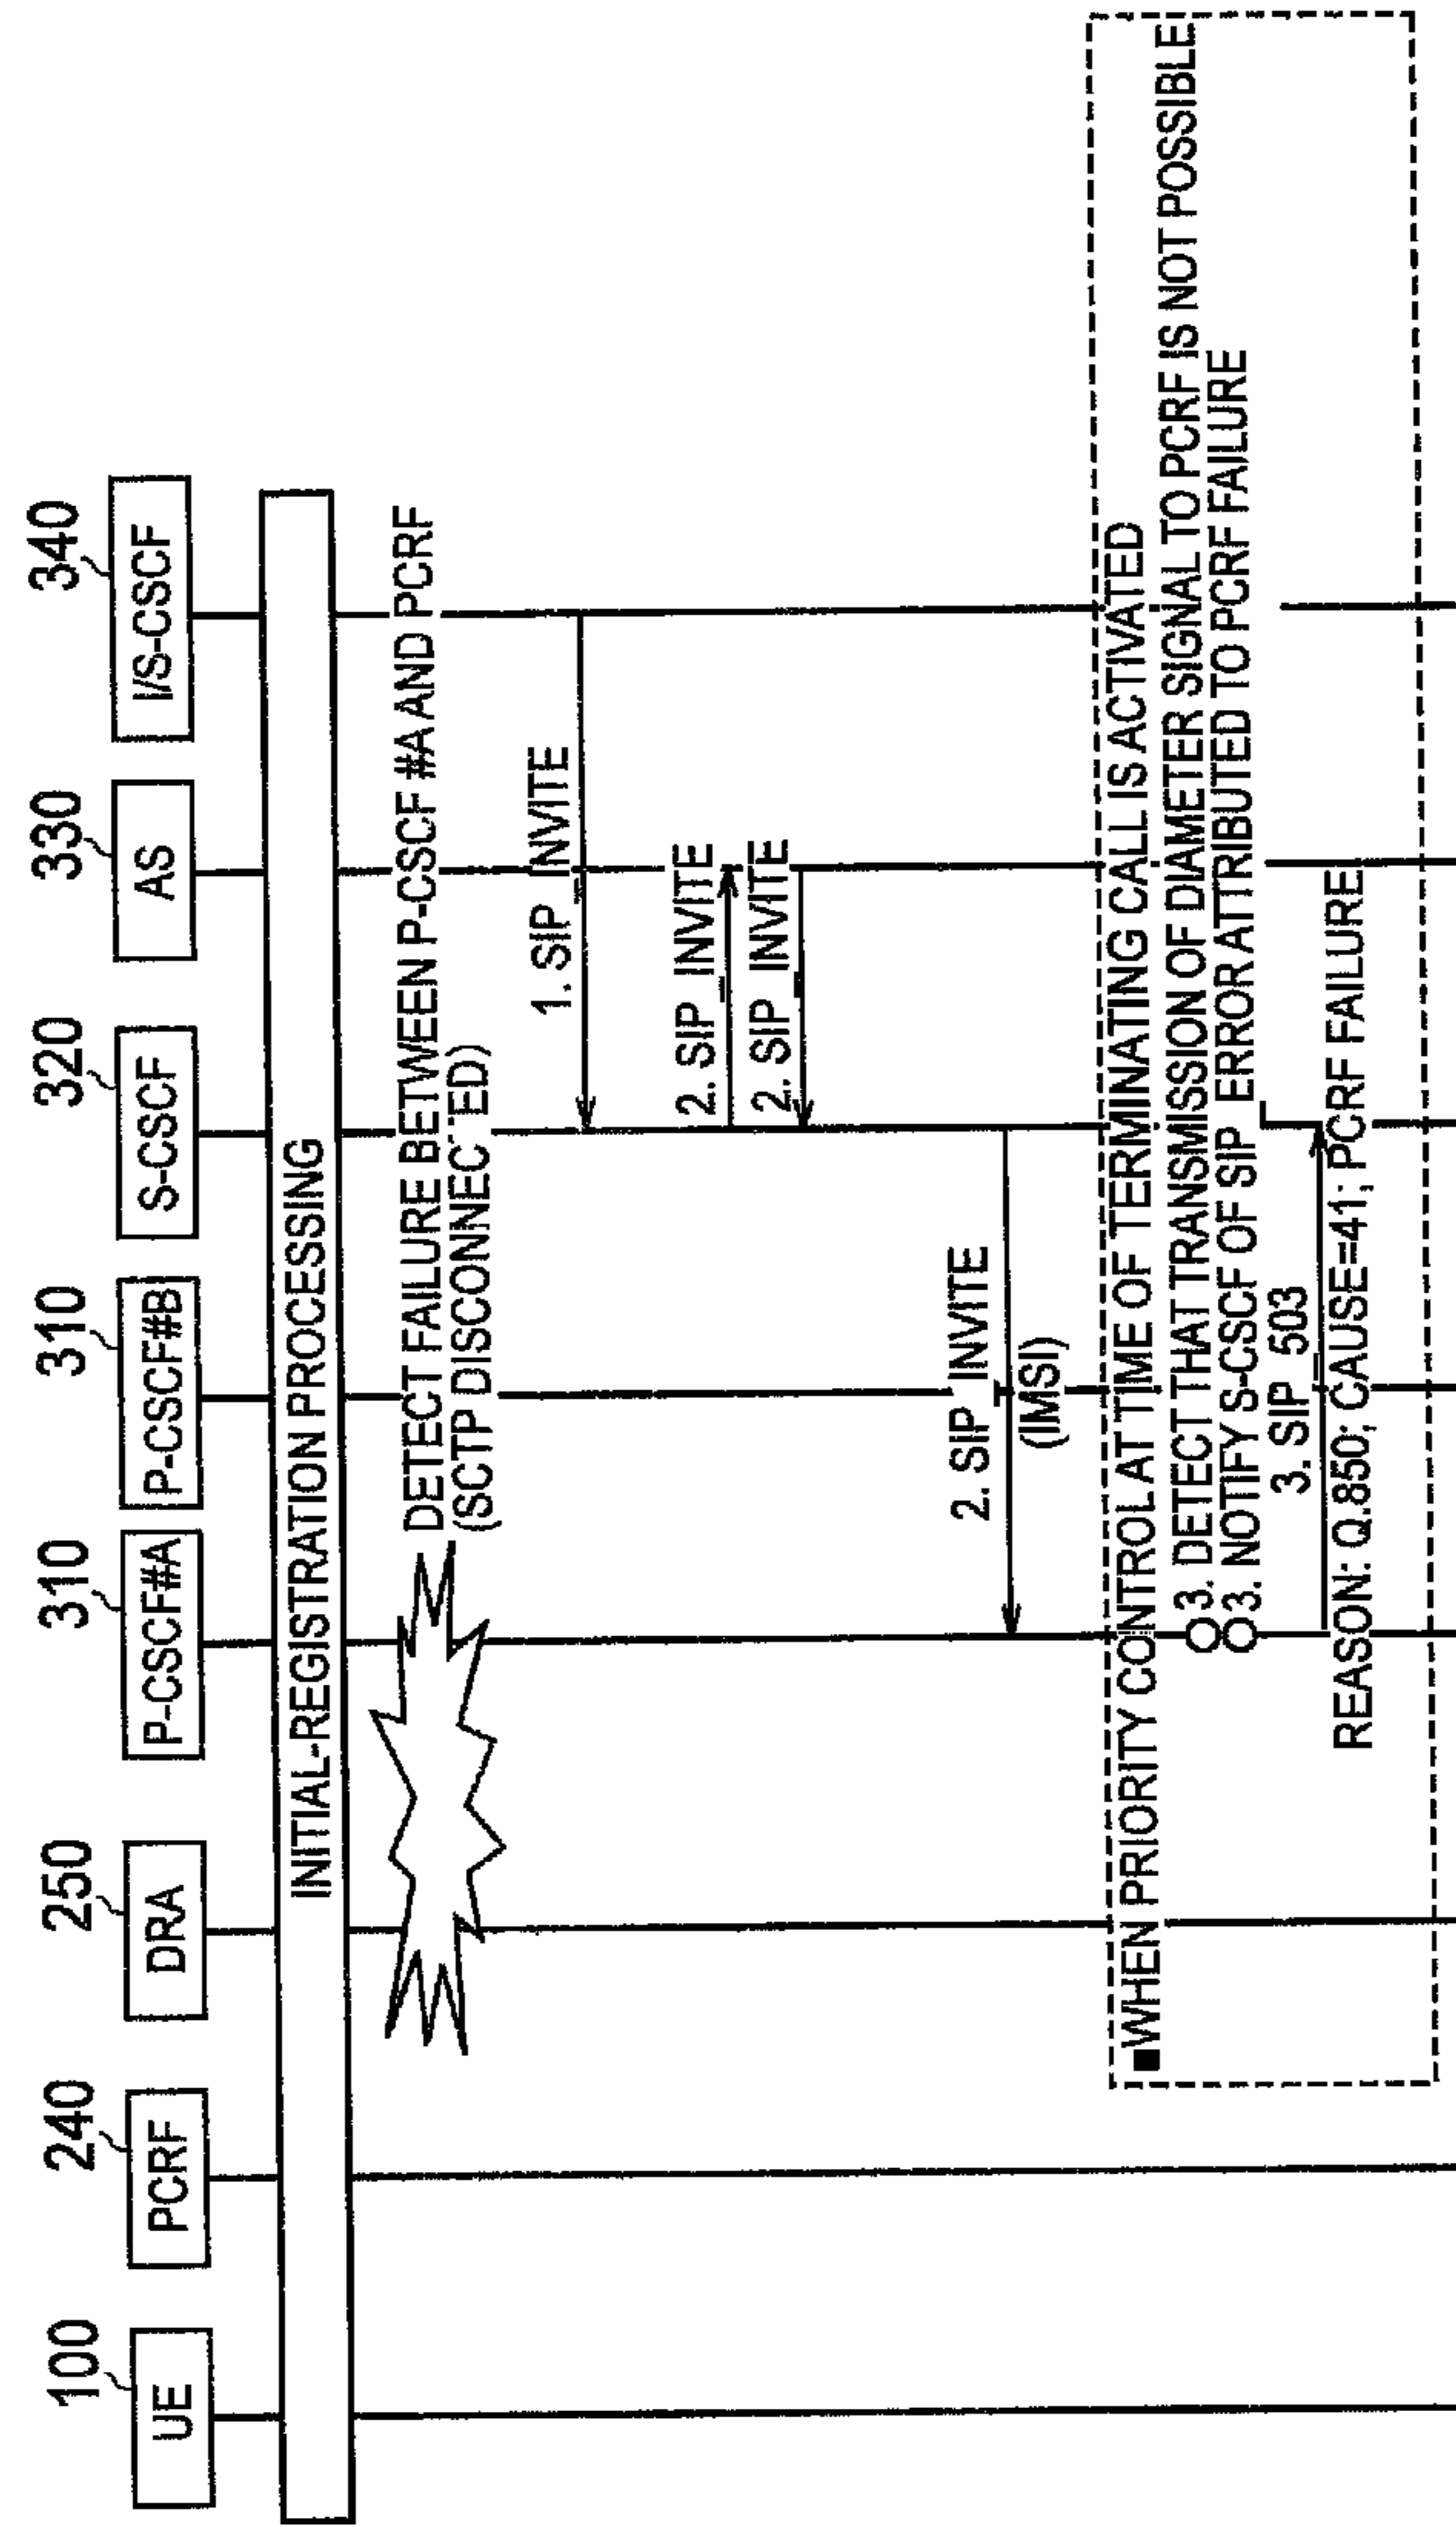 100
240
250
310
310
320
330
340
UE
PCRF
DRA
P-CSCF#A
P-CSCF#B
S-CSCF
AS
I/S-CSCF
INITIAL-REGISTRATION PROCESSING
DETECT FAILURE BETWEEN P-CSCF #A AND PCRF
(SCTP DISCONNECTED)
1. SIP_INVITE
2. SIP_INVITE
2. SIP_INVITE
2. SIP_INVITE
(IMSI)
■WHEN PRIORITY CONTROL AT TIME OF TERMINATING CALL IS ACTIVATED
3. DETECT THAT TRANSMISSION OF DIAMETER SIGNAL TO PCRF IS NOT POSSIBLE
3. NOTIFY S-CSCF OF SIP_ERROR ATTRIBUTED TO PCRF FAILURE
3. SIP_503
REASON: Q.850; CAUSE=41; PCRF FAILURE